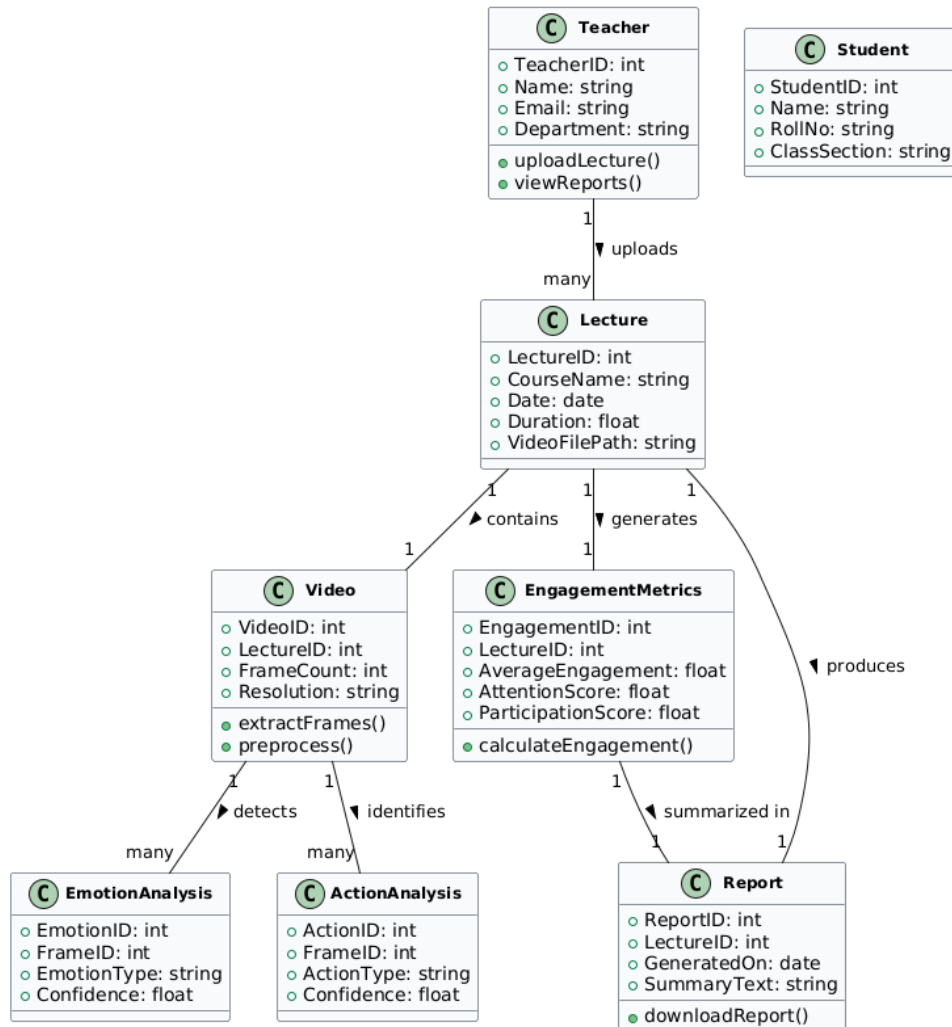 C Teacher
TeacherID: int
Name: string
Email: string
Department: string
uploadLecture()
viewReports()
C Student
StudentID: int
Name: string
RollNo: string
ClassSection: string
1
uploads
many
C Lecture
LectureID: int
CourseName: string
Date: date
Duration: float
VideoFilePath: string
1 1 1
contains generates
1 1
produces
C Video
VideoID: int
LectureID: int
FrameCount: int
Resolution: string
extractFrames()
preprocess()
C EngagementMetrics
EngagementID: int
LectureID: int
AverageEngagement: float
AttentionScore: float
ParticipationScore: float
calculateEngagement()
1 1 1
detects identifies summarized in
many many 1 1
C EmotionAnalysis
EmotionID: int
FrameID: int
EmotionType: string
Confidence: float
C ActionAnalysis
ActionID: int
FrameID: int
ActionType: string
Confidence: float
C Report
ReportID: int
LectureID: int
GeneratedOn: date
SummaryText: string
downloadReport()